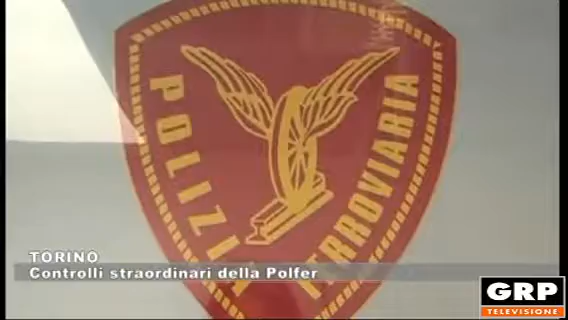 POLIZIA FERROVIARIA
TORINO
Controlli straordinari della Polfer
GRP
TELEVISIONE